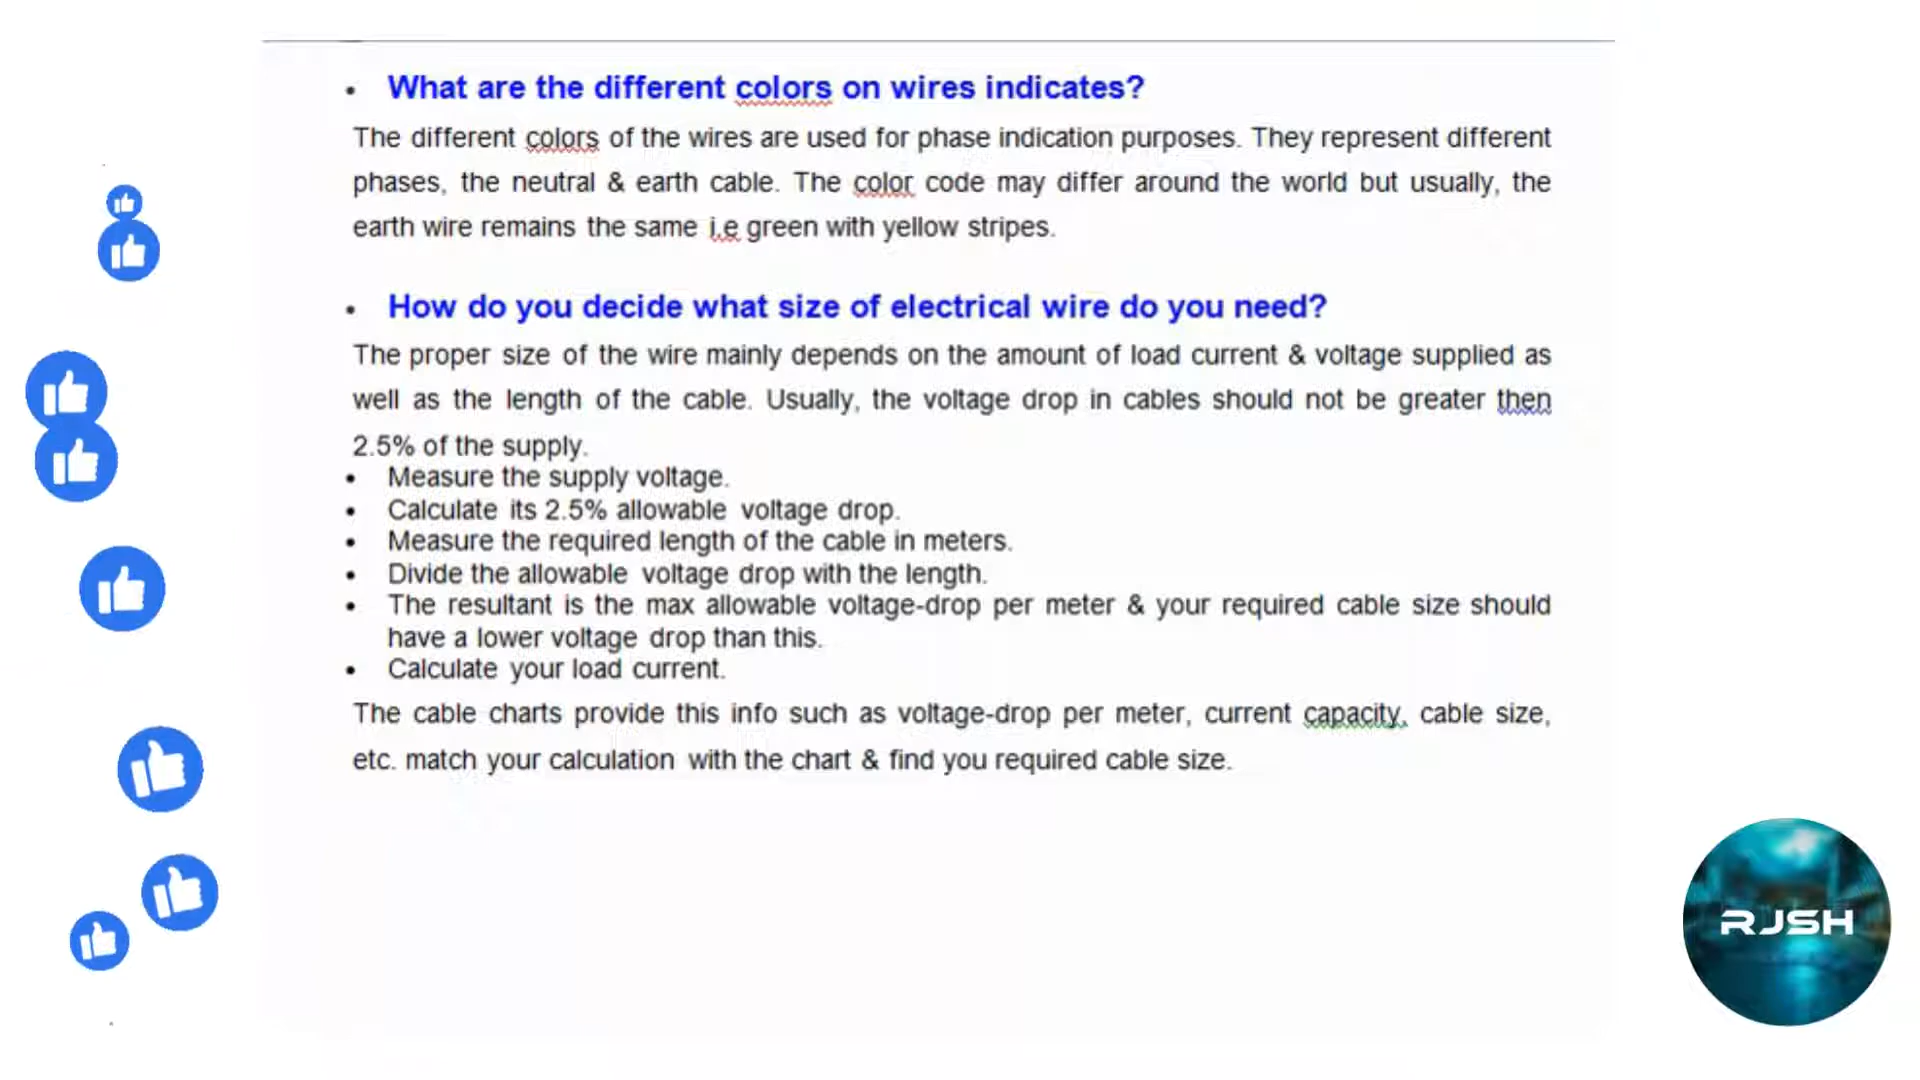 • What are the different colors on wires indicates?
The different colors of the wires are used for phase indication purposes. They represent different
phases, the neutral & earth cable. The color code may differ around the world but usually, the
earth wire remains the same i.e green with yellow stripes.
• How do you decide what size of electrical wire do you need?
The proper size of the wire mainly depends on the amount of load current & voltage supplied as
well as the length of the cable. Usually, the voltage drop in cables should not be greater then
2.5% of the supply.
• Measure the supply voltage.
• Calculate its 2.5% allowable voltage drop.
• Measure the required length of the cable in meters.
• Divide the allowable voltage drop with the length.
• The resultant is the max allowable voltage-drop per meter & your required cable size should
have a lower voltage drop than this.
• Calculate your load current.
The cable charts provide this info such as voltage-drop per meter, current capacity, cable size,
etc. match your calculation with the chart & find you required cable size.
RJSH